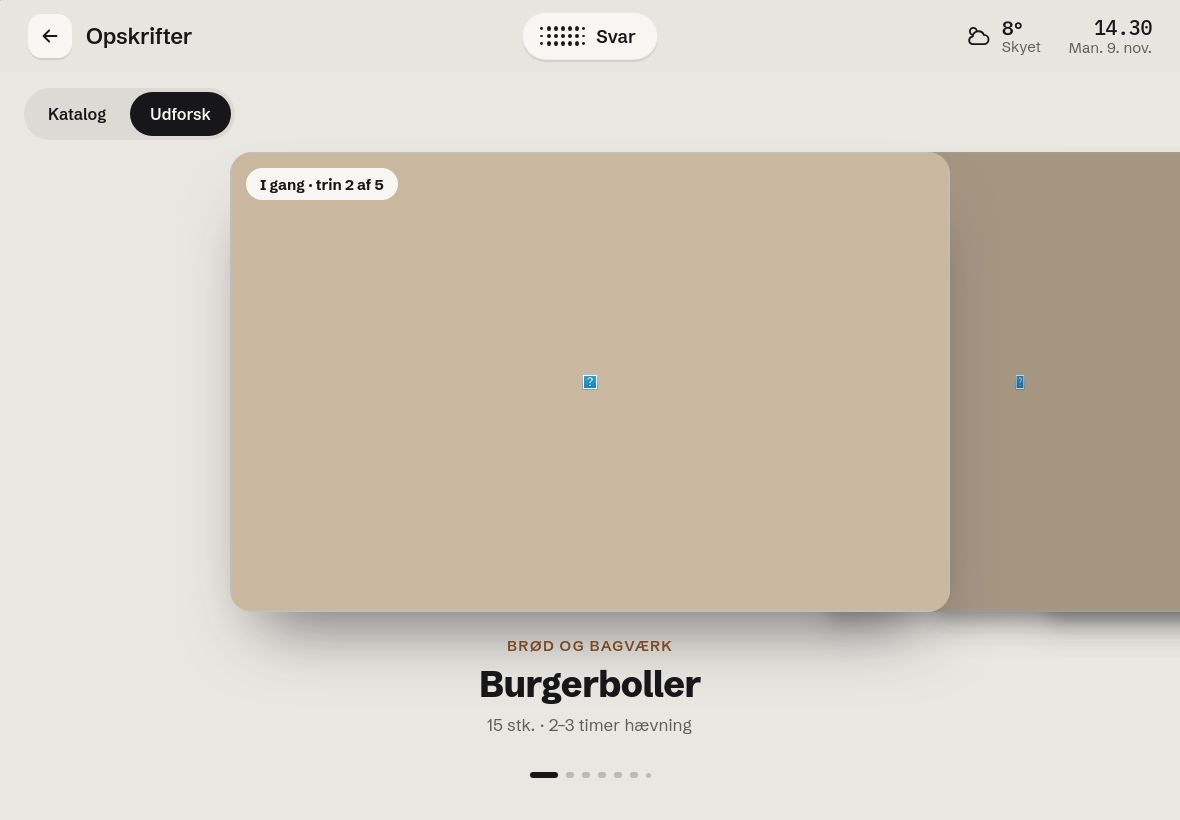 Opskrifter
Svar
8°
Skyet
14.30
Man. 9. nov.
Katalog
Udforsk
I gang · trin 2 af 5
BRØD OG BAGVÆRK
Burgerboller
15 stk. · 2–3 timer hævning